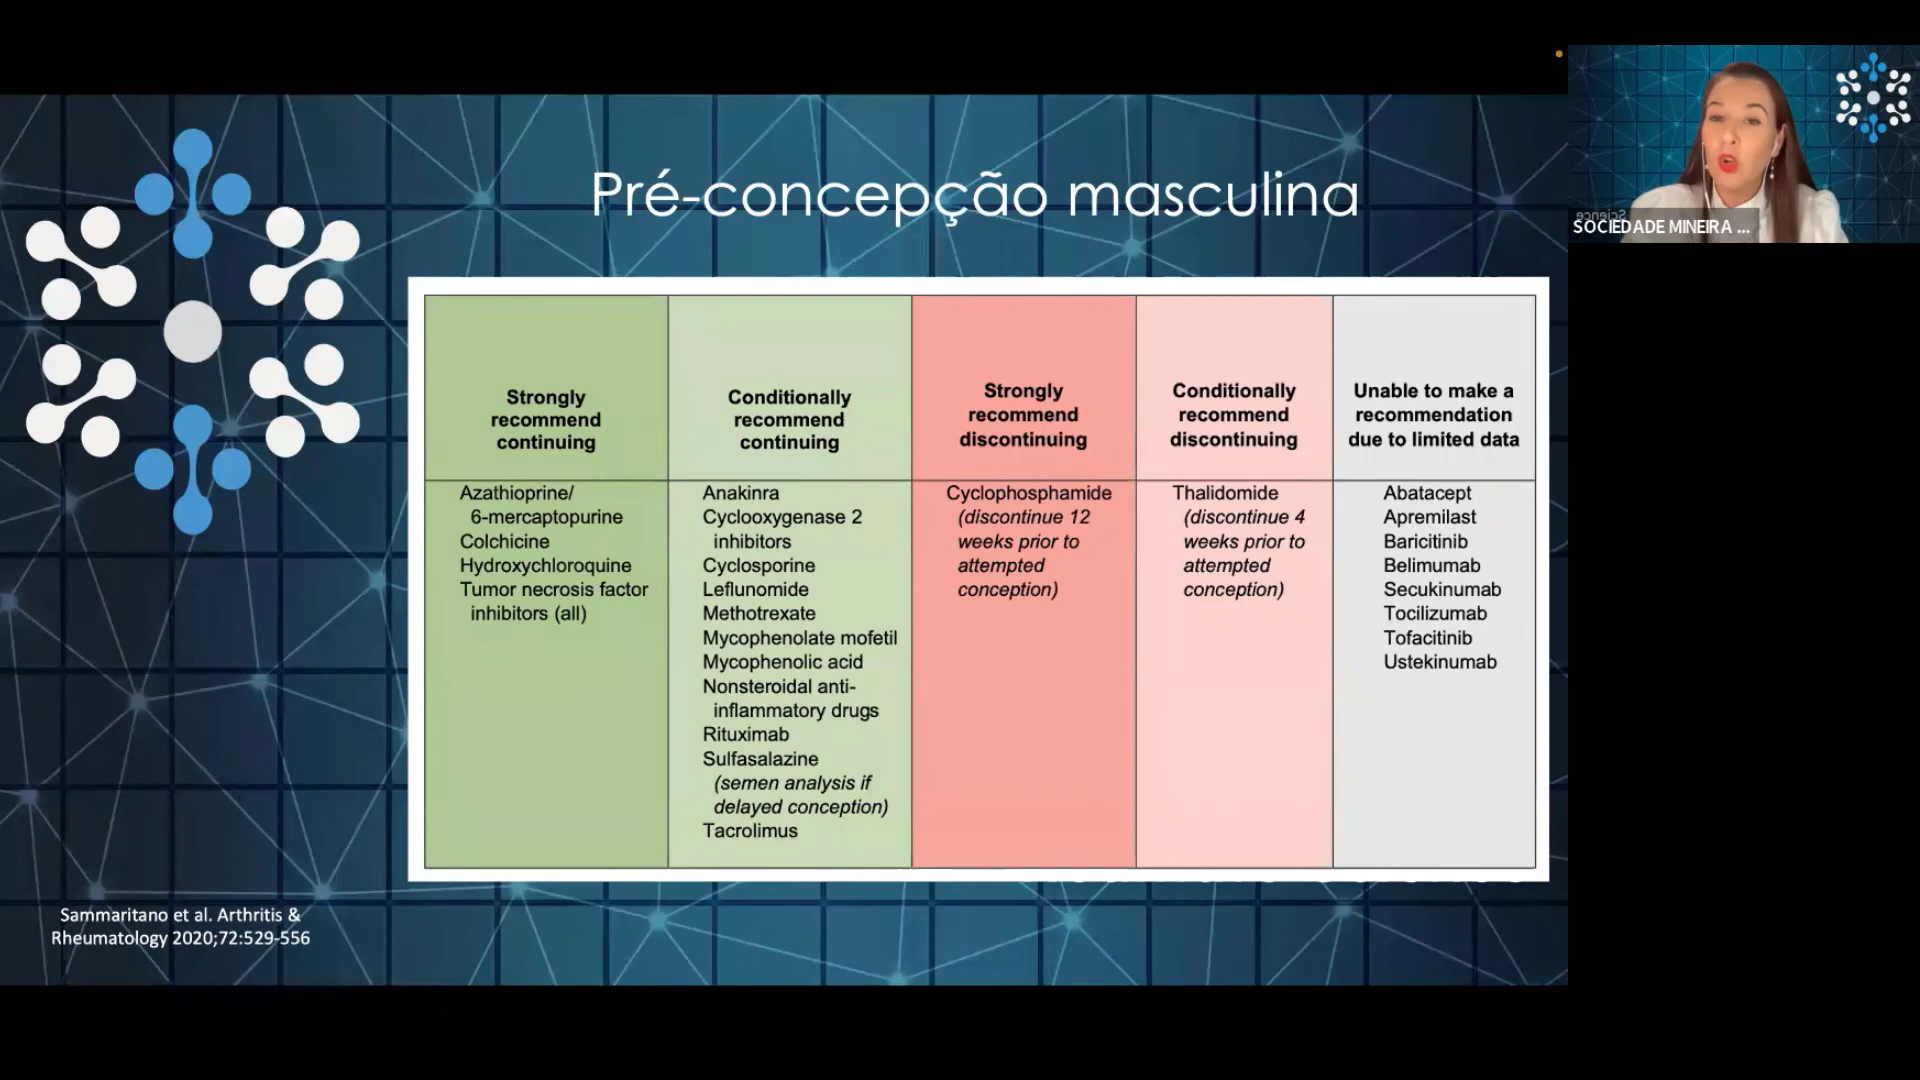 Pré-concepção masculina
SOCIEDADE MINEIRA ...
Strongly
recommend
continuing
Conditionally
recommend
continuing
Strongly
recommend
discontinuing
Conditionally
recommend
discontinuing
Unable to make a
recommendation
due to limited data
Azathioprine/
6-mercaptopurine
Colchicine
Hydroxychloroquine
Tumor necrosis factor
inhibitors (all)
Anakinra
Cyclooxygenase 2
inhibitors
Cyclosporine
Leflunomide
Methotrexate
Mycophenolate mofetil
Mycophenolic acid
Nonsteroidal anti-
inflammatory drugs
Rituximab
Sulfasalazine
(semen analysis if
delayed conception)
Tacrolimus
Cyclophosphamide
(discontinue 12
weeks prior to
attempted
conception)
Thalidomide
(discontinue 4
weeks prior to
attempted
conception)
Abatacept
Apremilast
Baricitinib
Belimumab
Secukinumab
Tocilizumab
Tofacitinib
Ustekinumab
Sammaritano et al. Arthritis &
Rheumatology 2020;72:529-556